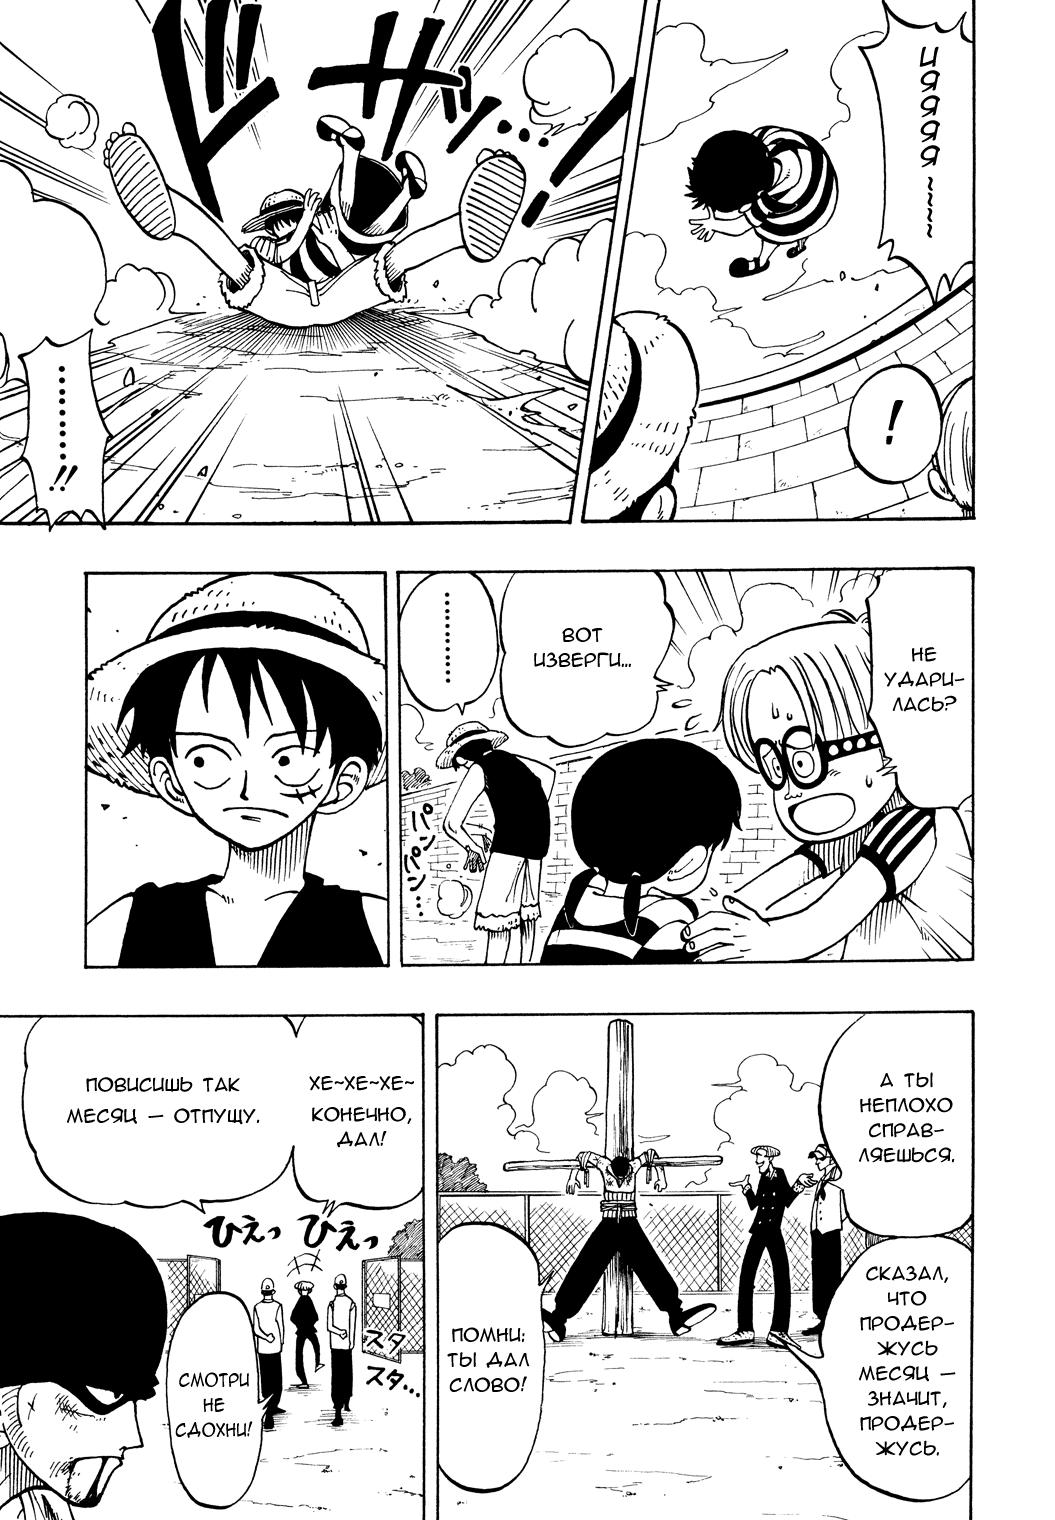 ИЯЯЯЯ~~~~
!
ドサッ…!
………!!
НЕ
УДАРИ-
ЛАСЬ?
ВОТ
ИЗВЕРГИ...
………
パンパン…
А ТЫ
НЕПЛОХО
СПРАВ-
ЛЯЕШЬСЯ.
СКАЗАЛ,
ЧТО
ПРОДЕР-
ЖУСЬ
МЕСЯЦ –
ЗНАЧИТ,
ПРОДЕР-
ЖУСЬ.
ПОМНИ:
ТЫ ДАЛ
СЛОВО!
ХЕ~ХЕ~ХЕ~
КОНЕЧНО,
ДАЛ!
ПОВИСИШЬ ТАК
МЕСЯЦ – ОТПУЩУ.
ひえっ ひえっ
スタ
スタ…
СМОТРИ
НЕ
СДОХНИ!